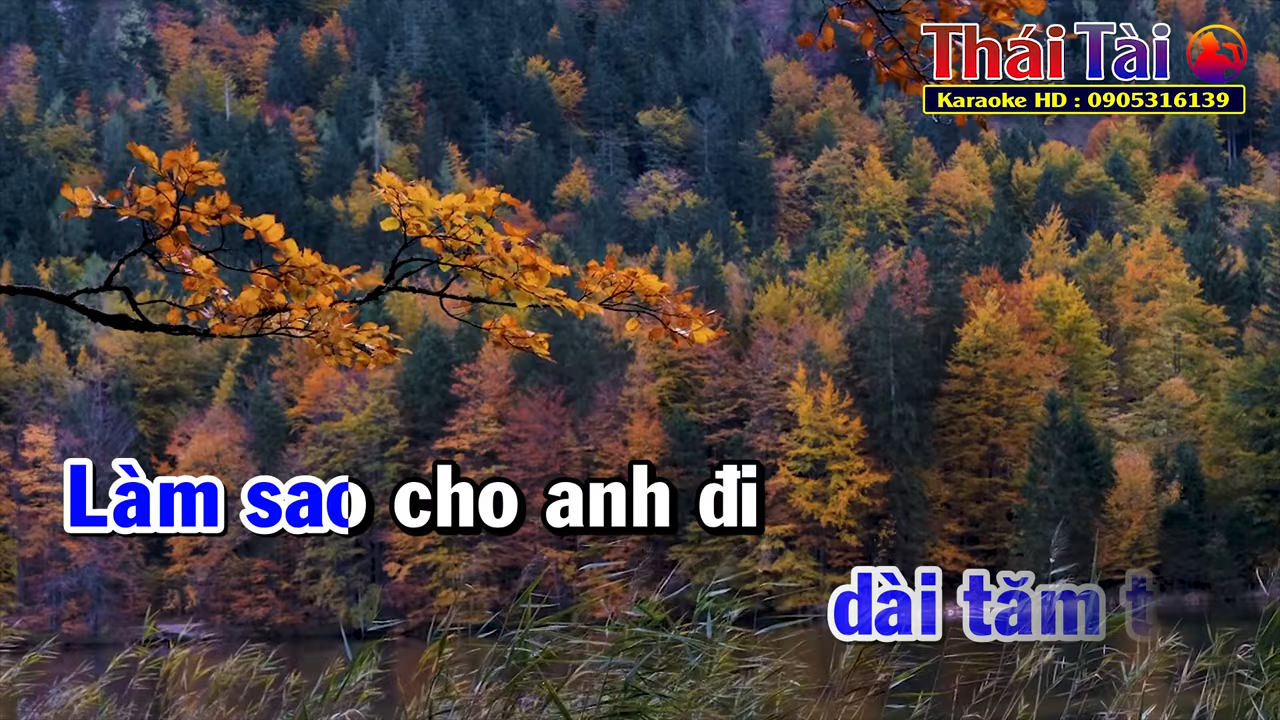 Thái Tài
Karaoke HD : 0905316139
Làm sao cho anh đi
dài tăm t